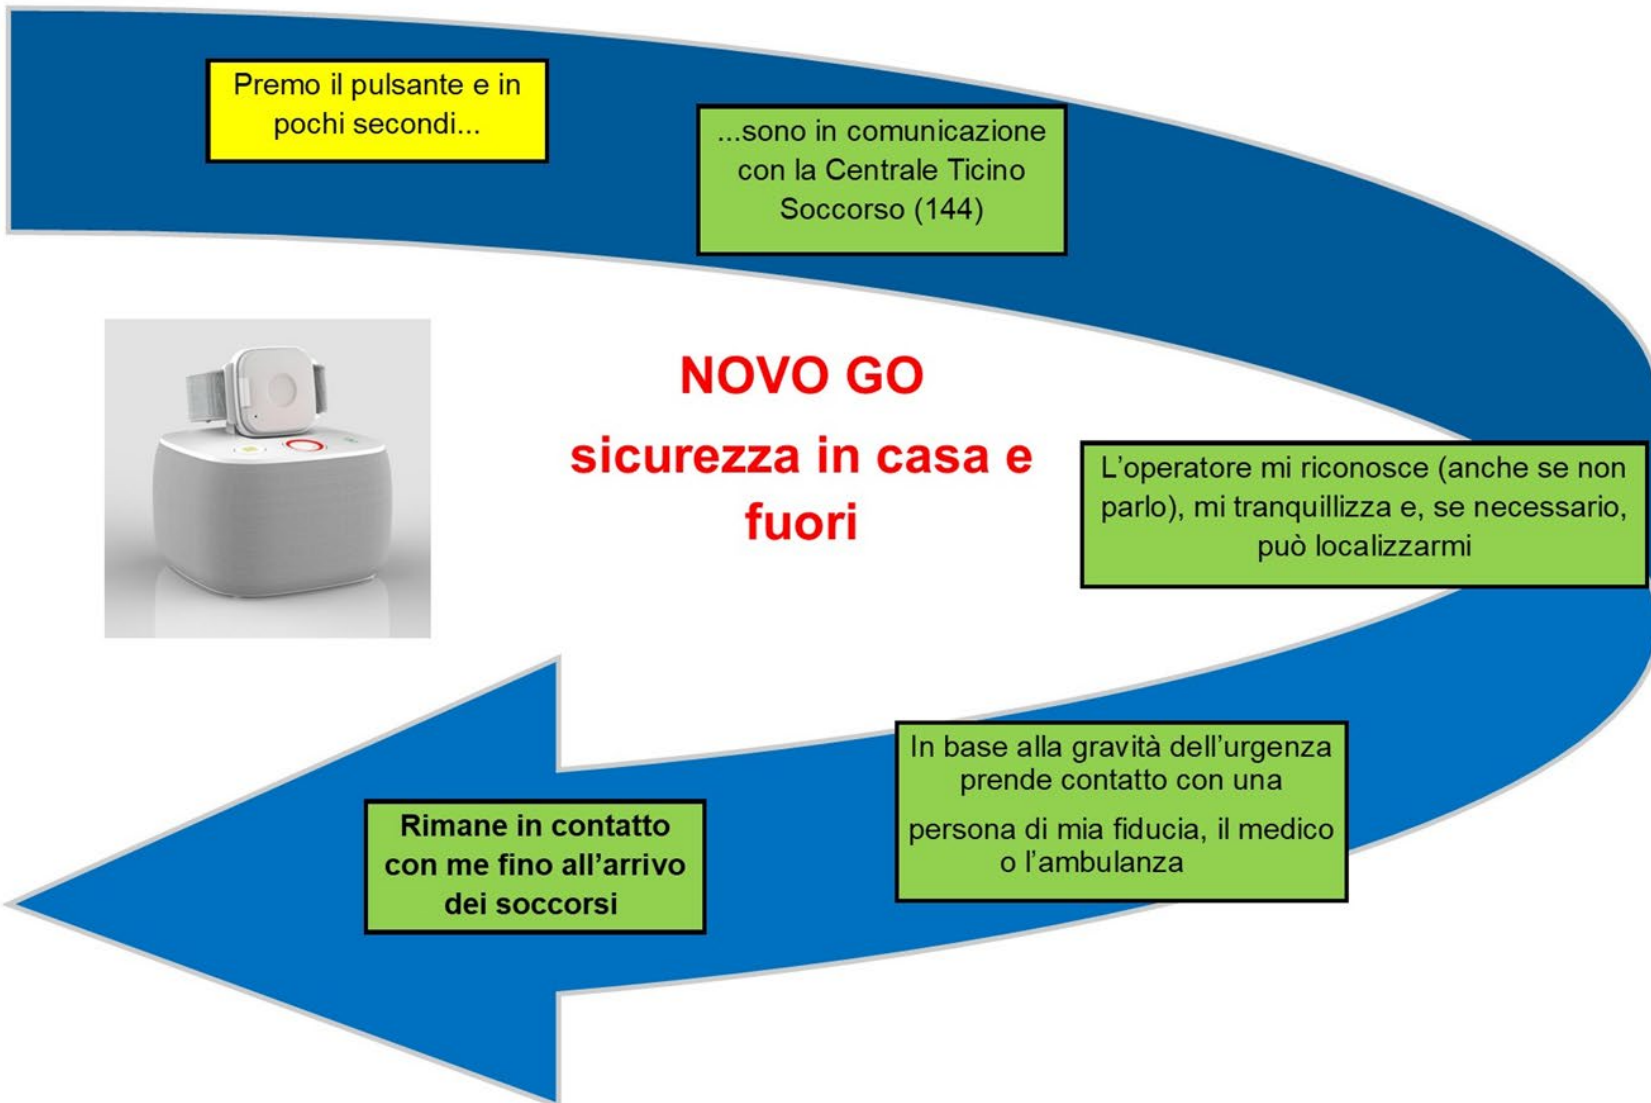 Premo il pulsante e in
pochi secondi...
...sono in comunicazione
con la Centrale Ticino
Soccorso (144)
NOVO GO
sicurezza in casa e
fuori
L'operatore mi riconosce (anche se non
parlo), mi tranquillizza e, se necessario,
può localizzarmi
In base alla gravità dell'urgenza
prende contatto con una
persona di mia fiducia, il medico
o l'ambulanza
Rimane in contatto
con me fino all'arrivo
dei soccorsi